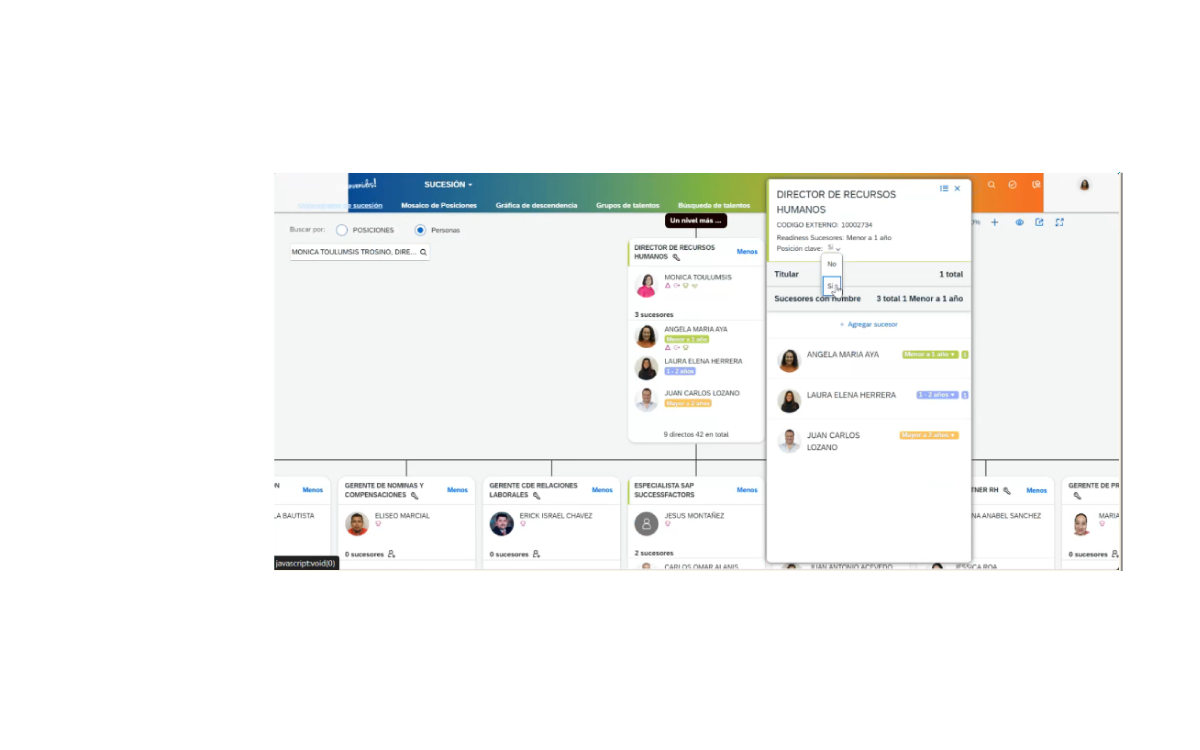 SUCESIÓN
de sucesión
Mosaico de Posiciones
Gráfica de descendencia
Grupos de talentos
Búsqueda de talentos
Buscar por:
POSICIONES
Personas
MONICA TOULUMSIS TROSINO, DIRE...
Un nivel más ...
DIRECTOR DE RECURSOS
HUMANOS
Menos
MONICA TOULUMSIS
3 sucesores
ANGELA MARIA AYA
Menor a 1 año
LAURA ELENA HERRERA
1 - 2 años
JUAN CARLOS LOZANO
Mayor a 2 años
9 directos 42 en total
DIRECTOR DE RECURSOS
HUMANOS
CODIGO EXTERNO: 10002734
Readiness Sucesores: Menor a 1 año
Posición clave: Si
No
Si
Titular
1 total
Sucesores con nombre
3 total 1 Menor a 1 año
+ Agregar sucesor
ANGELA MARIA AYA
Menor a 1 año
1
LAURA ELENA HERRERA
1 - 2 años
1
JUAN CARLOS
LOZANO
Mayor a 2 años
Menos
LA BAUTISTA
GERENTE DE NOMINAS Y
COMPENSACIONES
Menos
ELISEO MARCIAL
0 sucesores
GERENTE CDE RELACIONES
LABORALES
Menos
ERICK ISRAEL CHAVEZ
0 sucesores
ESPECIALISTA SAP
SUCCESSFACTORS
Menos
JESUS MONTAÑEZ
2 sucesores
CARLOS OMAR ALANIS
JUAN ANTONIO ACEVEDO
TNER RH
Menos
NA ANABEL SANCHEZ
JESSICA ROA
GERENTE DE PR
MARIA
0 sucesores
javascript:void(0)